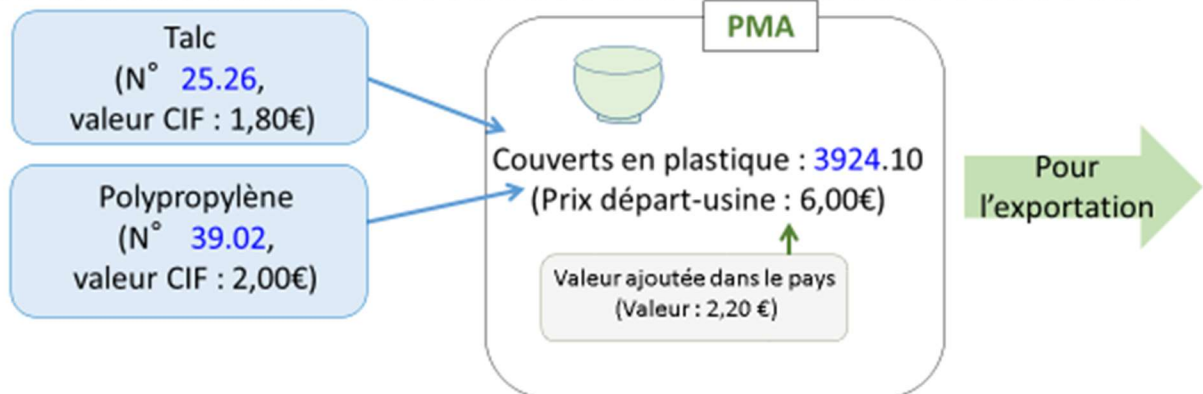 Talc
(N° 25.26,
valeur CIF : 1,80€)
Polypropylène
(N° 39.02,
valeur CIF : 2,00€)
PMA
Couverts en plastique : 3924.10
(Prix départ-usine : 6,00€)
Valeur ajoutée dans le pays
(Valeur : 2,20 €)
Pour
l’exportation